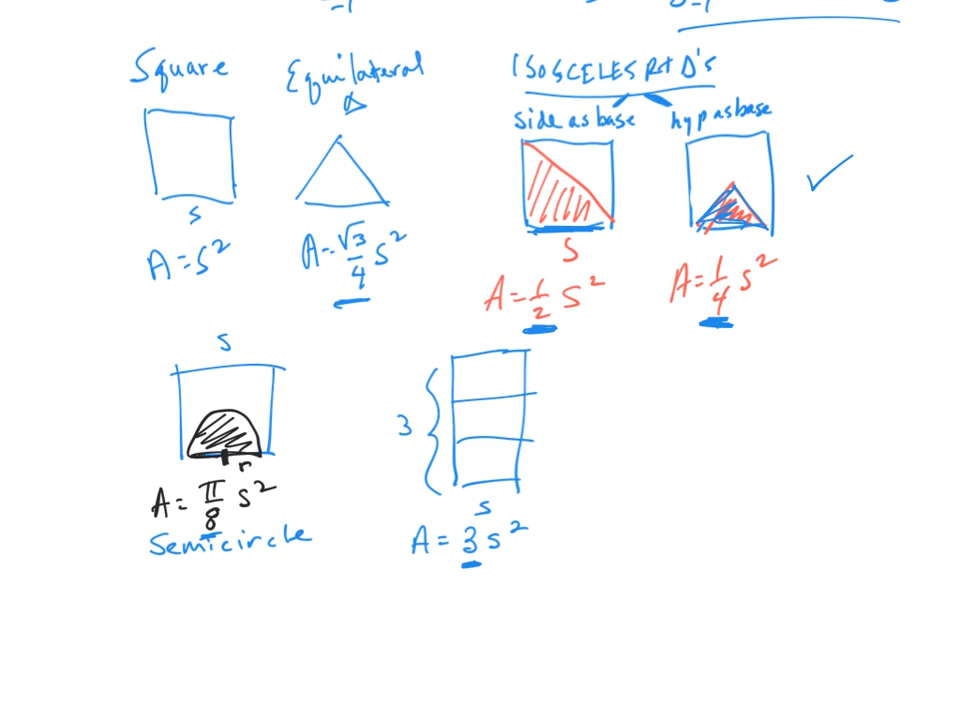 Square
Equilateral
△
ISOSCELES Rt Δ's
side as base
hyp as base
s
A = s²
A = √3/4 s²
s
A = 1/2 s²
A = 1/4 s²
s
r
A = π/8 s²
Semicircle
3
s
A = 3s²